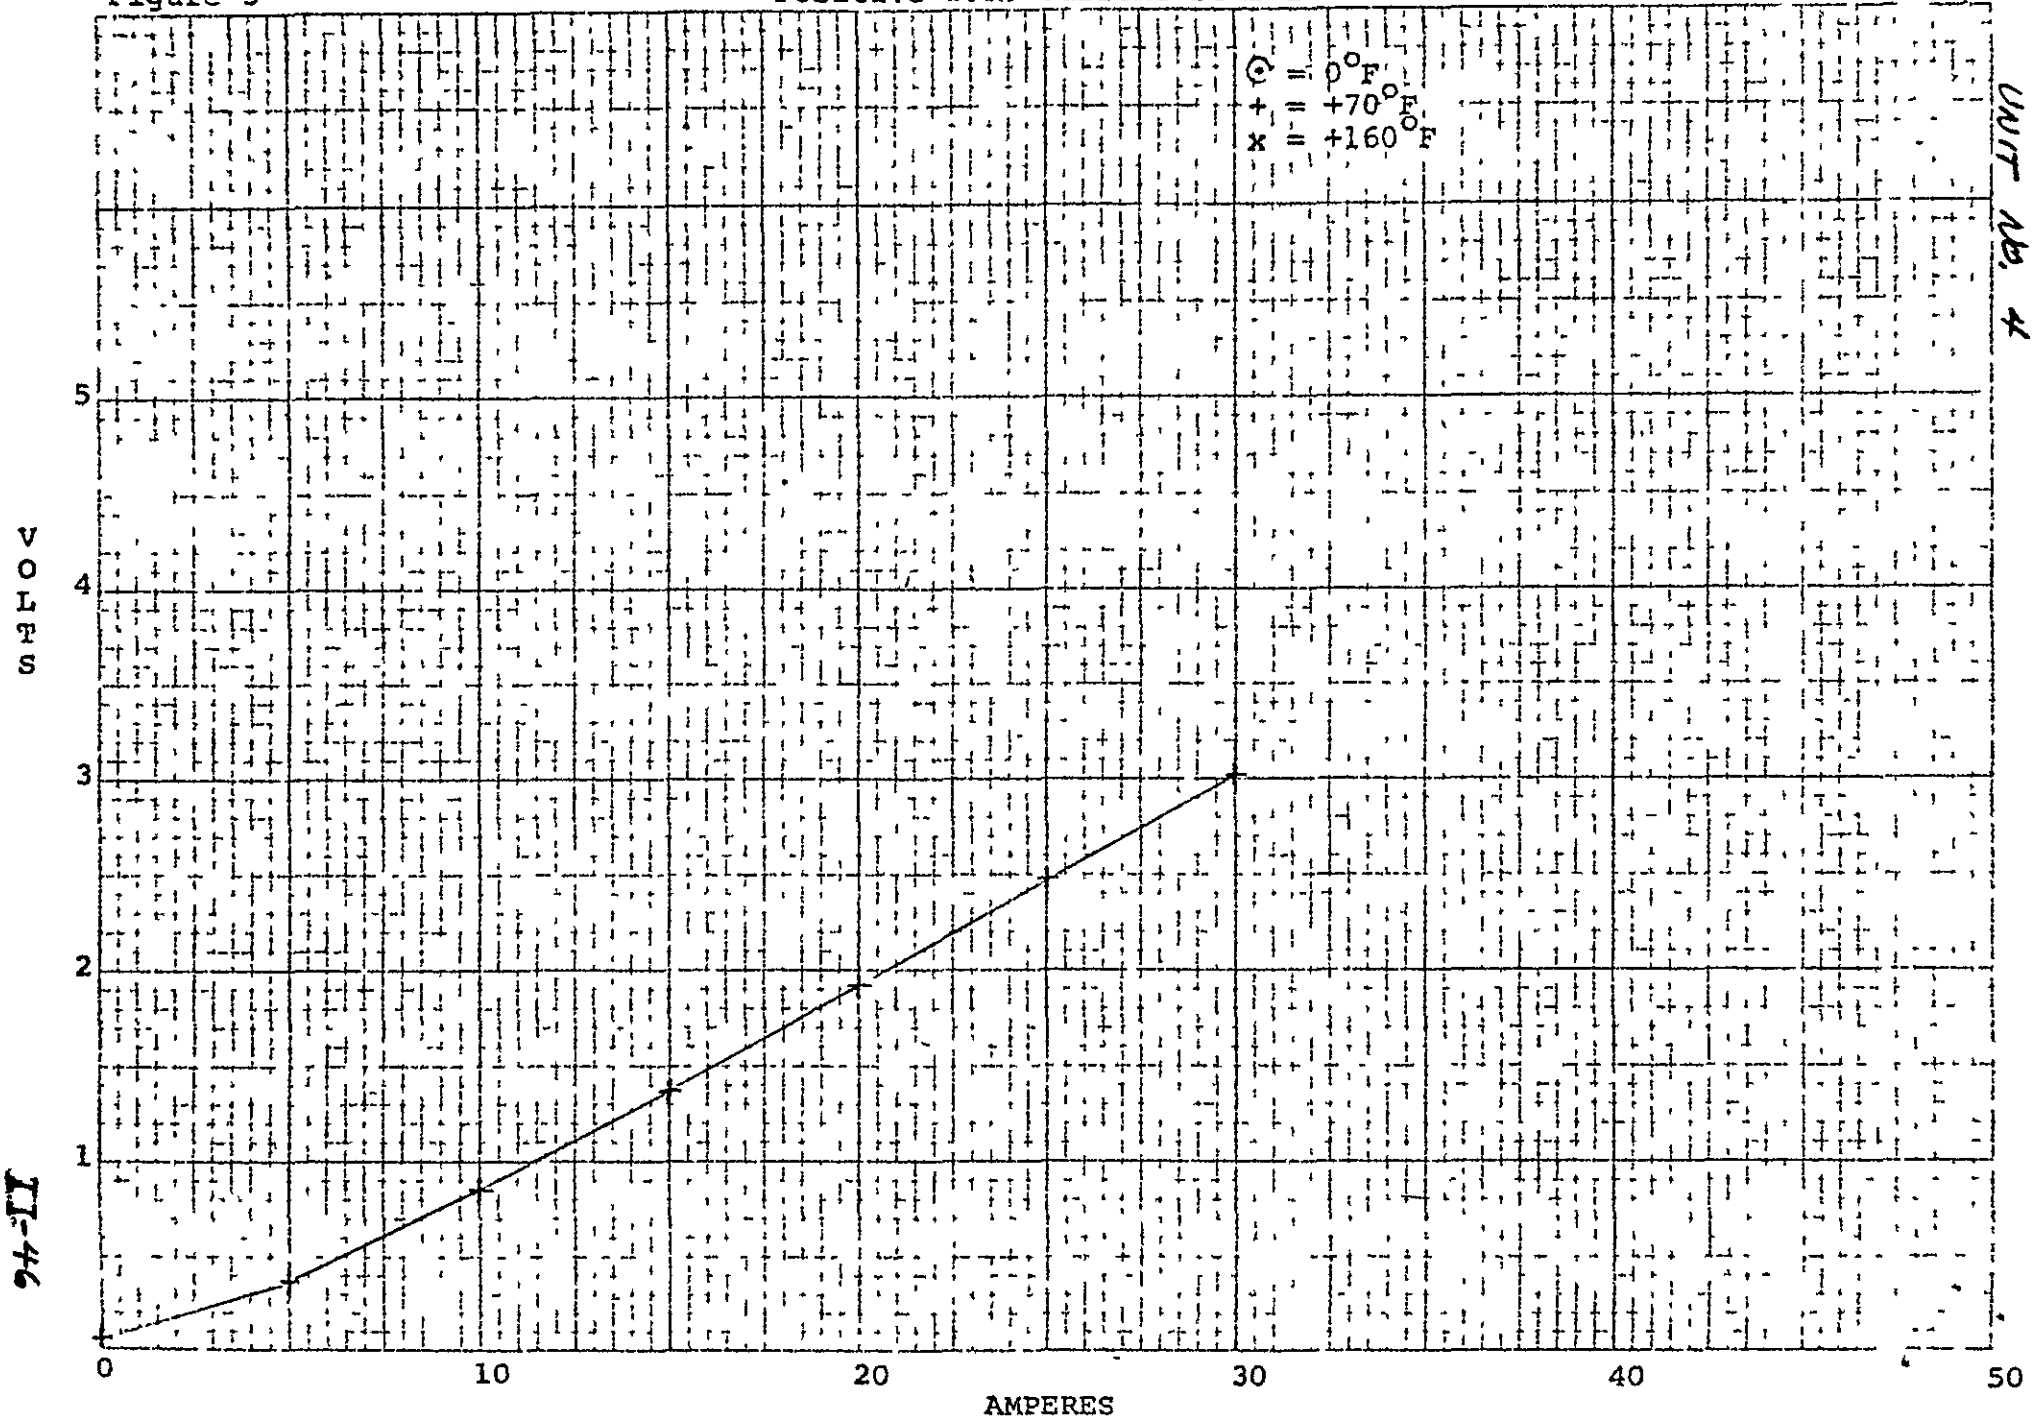 ⊙ = 0°F
+ = +70°F
x = +160°F
UNIT NO. 4
VOLTS
5
4
3
2
1
0 10 20 30 40 50
AMPERES
II-46